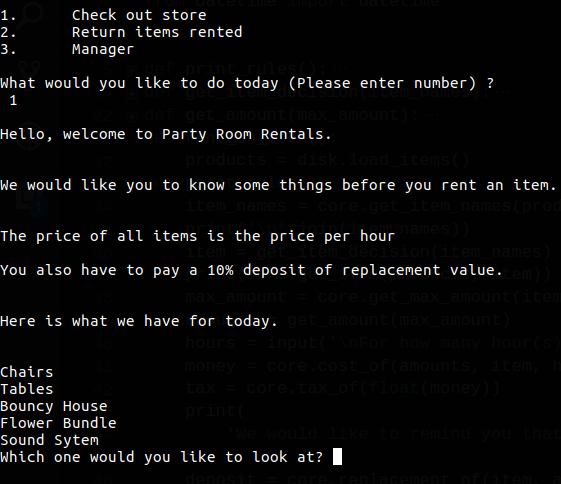 1. Check out store
2. Return items rented
3. Manager
What would you like to do today (Please enter number) ?
1
Hello, welcome to Party Room Rentals.
We would like you to know some things before you rent an item.
The price of all items is the price per hour
You also have to pay a 10% deposit of replacement value.
Here is what we have for today.
Chairs
Tables
Bouncy House
Flower Bundle
Sound Sytem
Which one would you like to look at?